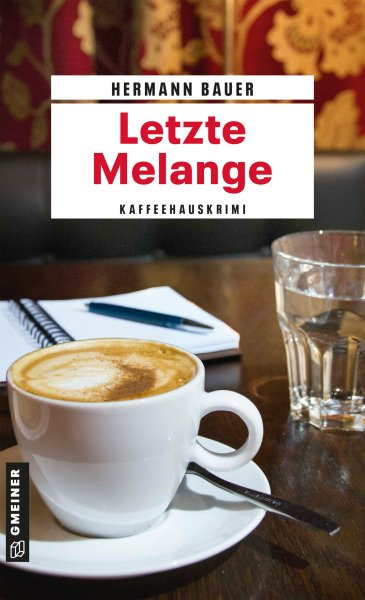 HERMANN BAUER
Letzte
Melange
KAFFEEHAUSKRIMI
GMEINER